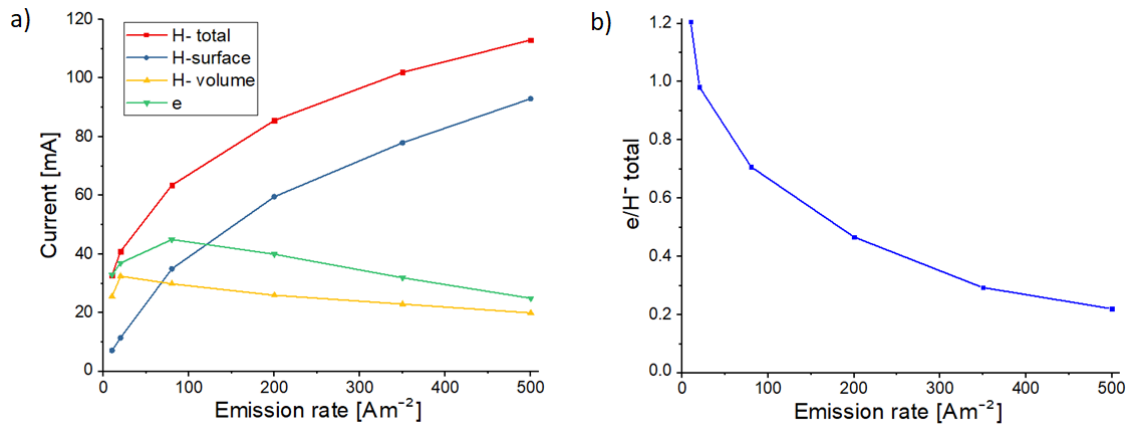 a)
H- total
H-surface
H- volume
e
Current [mA]
120
100
80
60
40
20
0
0 100 200 300 400 500
Emission rate [Am⁻²]
b)
e/H⁻ total
1.2
1.0
0.8
0.6
0.4
0.2
0.0
100 200 300 400 500
Emission rate [Am⁻²]